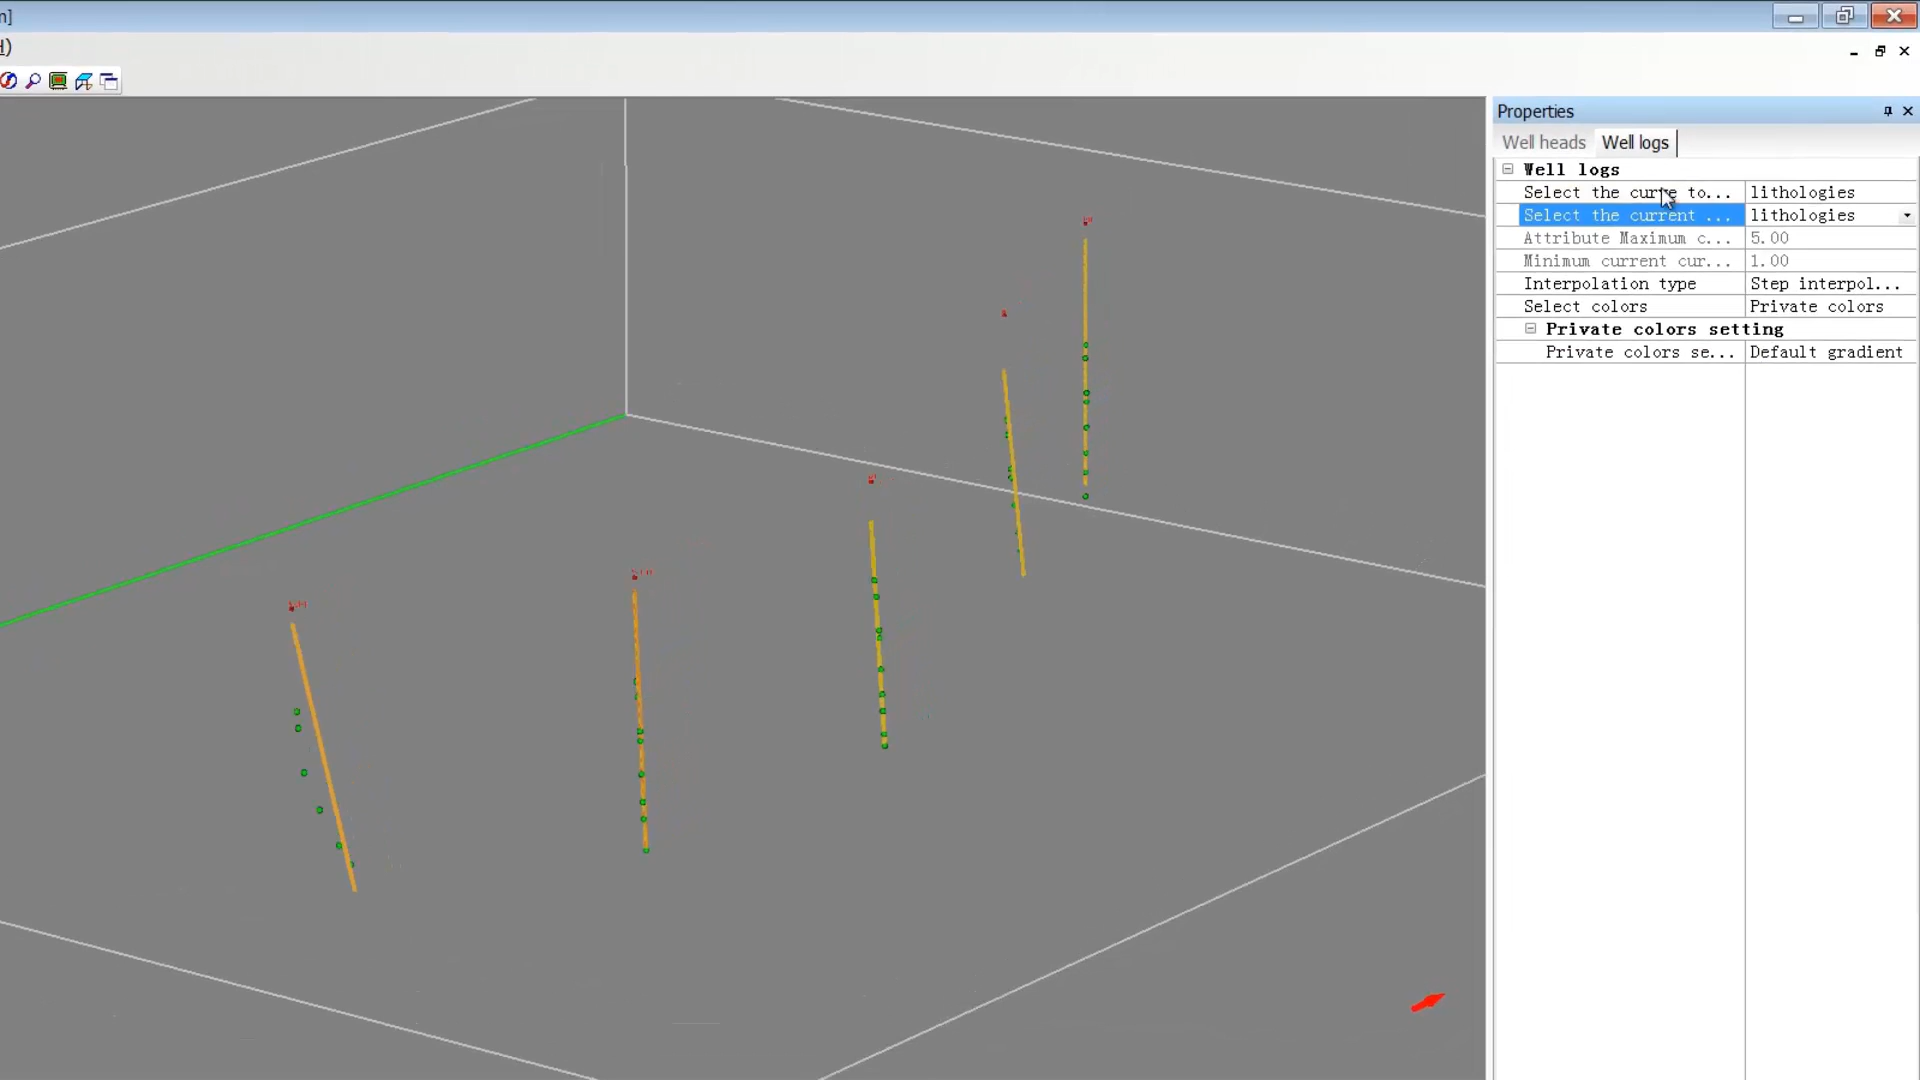 n]
H)
Properties
Well heads Well logs
Well logs
Select the curve to... lithologies
Select the current ... lithologies
Attribute Maximum c... 5.00
Minimum current cur... 1.00
Interpolation type Step interpol...
Select colors Private colors
Private colors setting
Private colors se... Default gradient